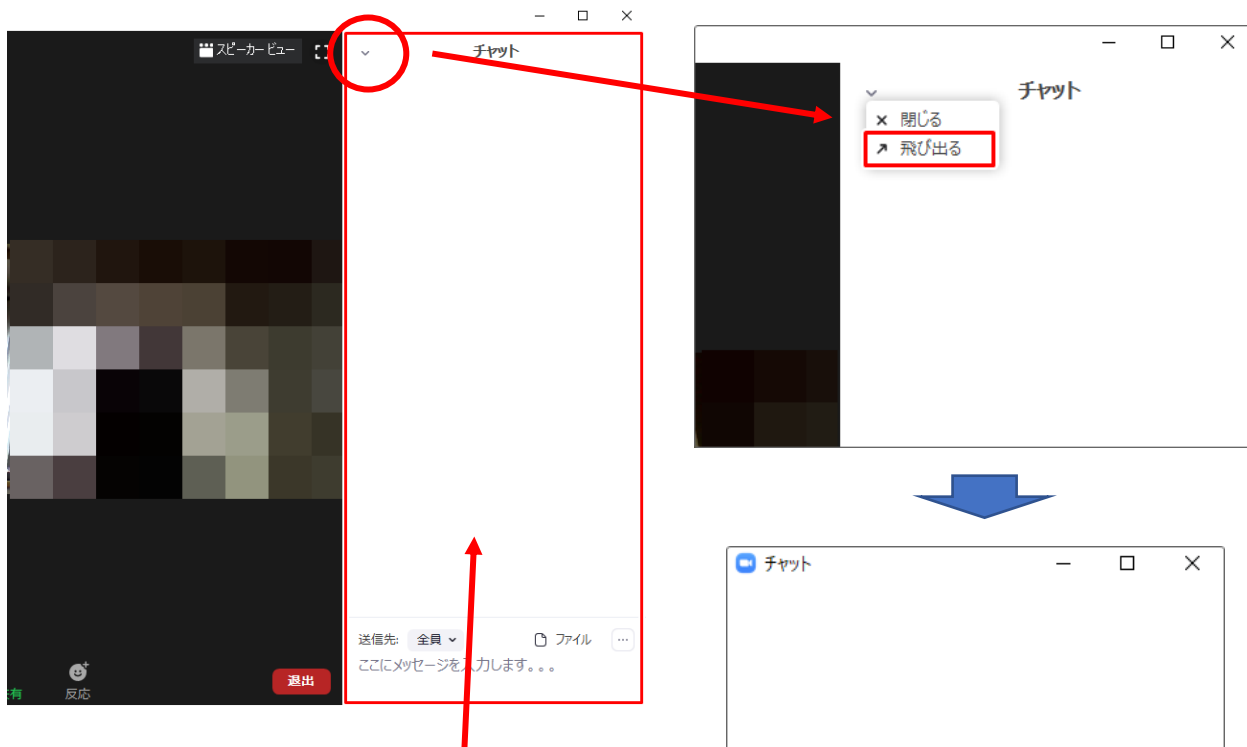 スピーカー ビュー
チャット
送信先: 全員
ファイル
ここにメッセージを入力します。。。
有
反応
退出
チャット
閉じる
飛び出る
チャット